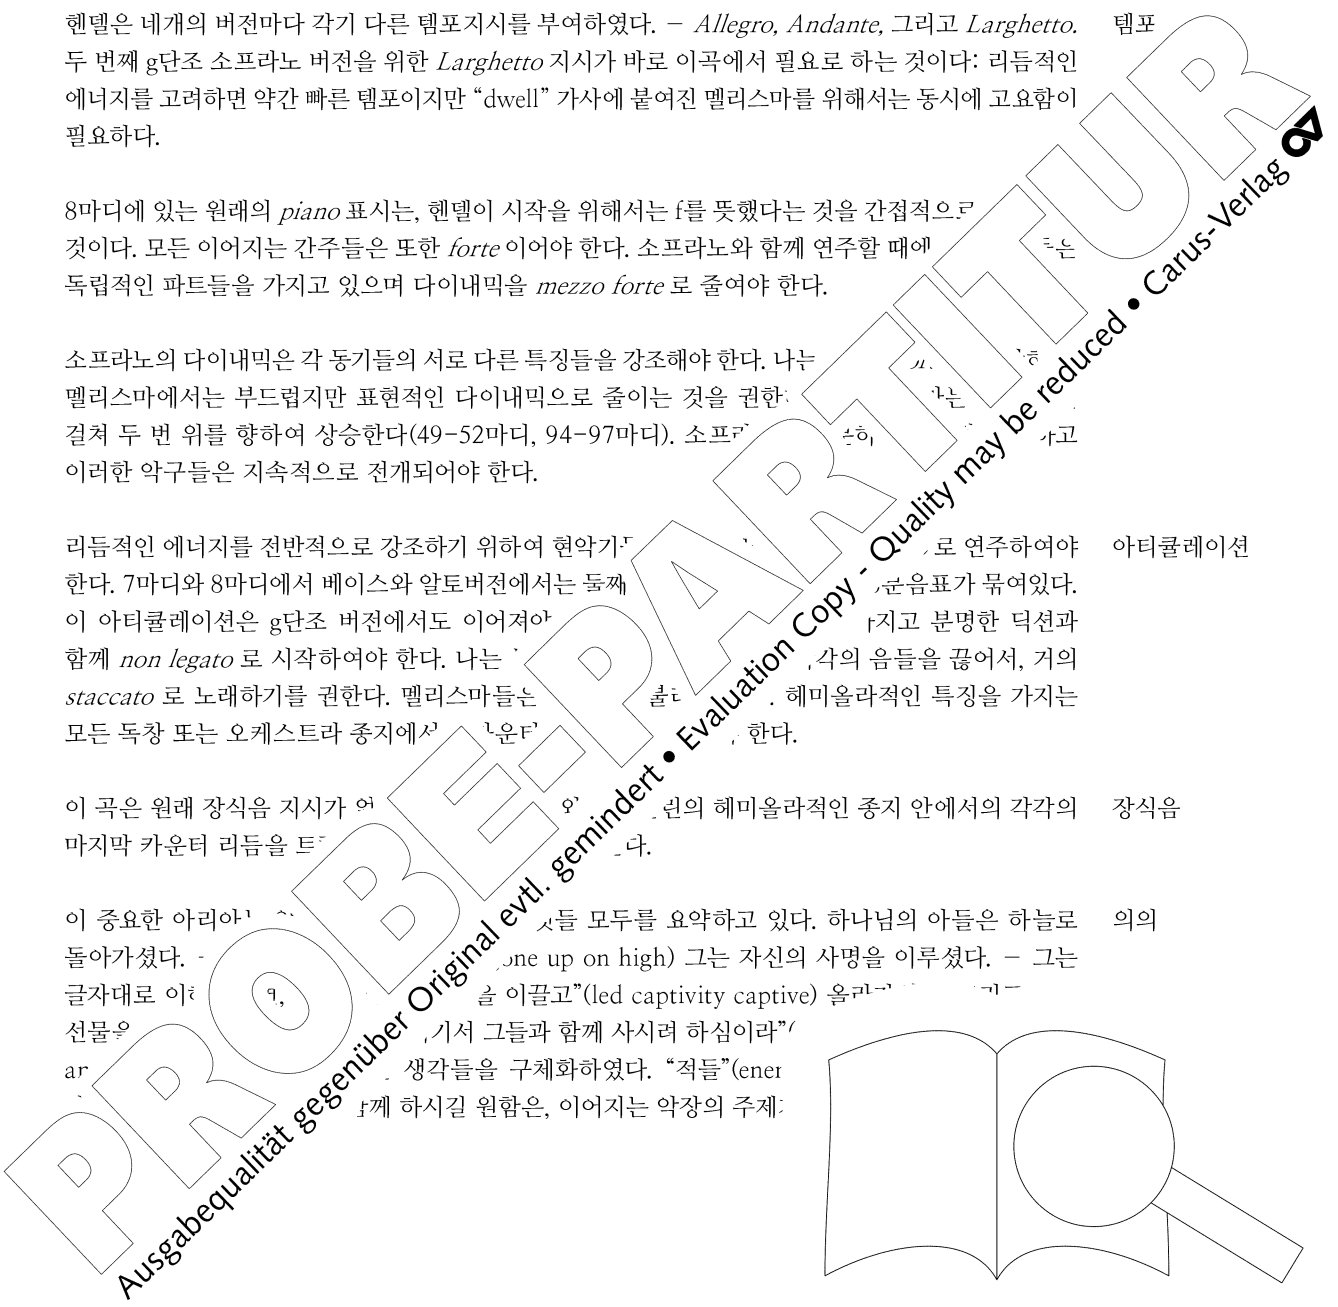 헨델은 네개의 버전마다 각기 다른 템포지시를 부여하였다. – Allegro, Andante, 그리고 Larghetto. 템포
두 번째 g단조 소프라노 버전을 위한 Larghetto 지시가 바로 이곡에서 필요로 하는 것이다: 리듬적인
에너지를 고려하면 약간 빠른 템포이지만 “dwell” 가사에 붙여진 멜리스마를 위해서는 동시에 고요함이
필요하다.
8마디에 있는 원래의 piano 표시는, 헨델이 시작을 위해서는 f를 뜻했다는 것을 간접적으로
것이다. 모든 이어지는 간주들은 또한 forte 이어야 한다. 소프라노와 함께 연주할 때에
독립적인 파트들을 가지고 있으며 다이내믹을 mezzo forte 로 줄여야 한다.
소프라노의 다이내믹은 각 동기들의 서로 다른 특징들을 강조해야 한다. 나는
멜리스마에서는 부드럽지만 표현적인 다이내믹으로 줄이는 것을
걸쳐 두 번 위를 향하여 상승한다(49–52마디, 94–97마디).
이러한 악구들은 지속적으로 전개되어야 한다.
리듬적인 에너지를 전반적으로 강조하기 위하여 로 연주하여야 아티큘레이션
한다. 7마디와 8마디에서 베이스와 알토버전에서는 둘째 묶여있다.
이 아티큘레이션은 g단조 버전에서도 분명한 딕션과
함께 non legato 로 시작하여야 한다. 나는 음들을 끊어서, 거의
staccato 로 노래하기를 권한다. 헤미올라적인 특징을 가지는
모든 독창 또는 오케스트라 종지에서 한다.
이 곡은 원래 장식음 지시가 헤미올라적인 종지 안에서의 각각의 장식음
마지막 카운터 리듬을
이 중요한 모두를 요약하고 있다. 하나님의 아들은 하늘로 의의
돌아가셨다. up on high) 그는 자신의 사명을 이루셨다. – 그는
글자대로 이끌고”(led captivity captive)
그들과 함께 사시려 하심이라”
생각들을 구체화하였다. “적들”
하시길 원함은, 이어지는 악장의
PROBE-PARTITUR
Ausgabequalität gegenüber Original evtl. gemindert • Evaluation Copy - Quality may be reduced • Carus-Verlag